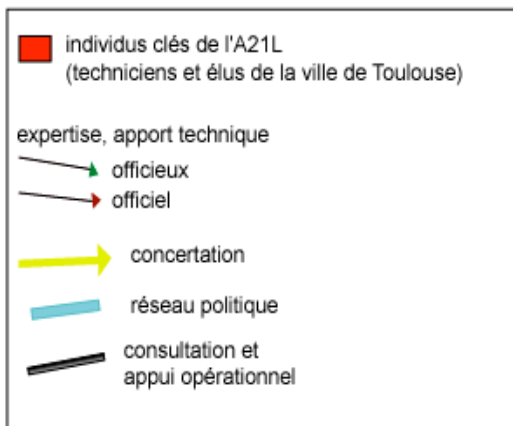 individus clés de l'A21L
(techniciens et élus de la ville de Toulouse)
expertise, apport technique
officieux
officiel
concertation
réseau politique
consultation et
appui opérationnel